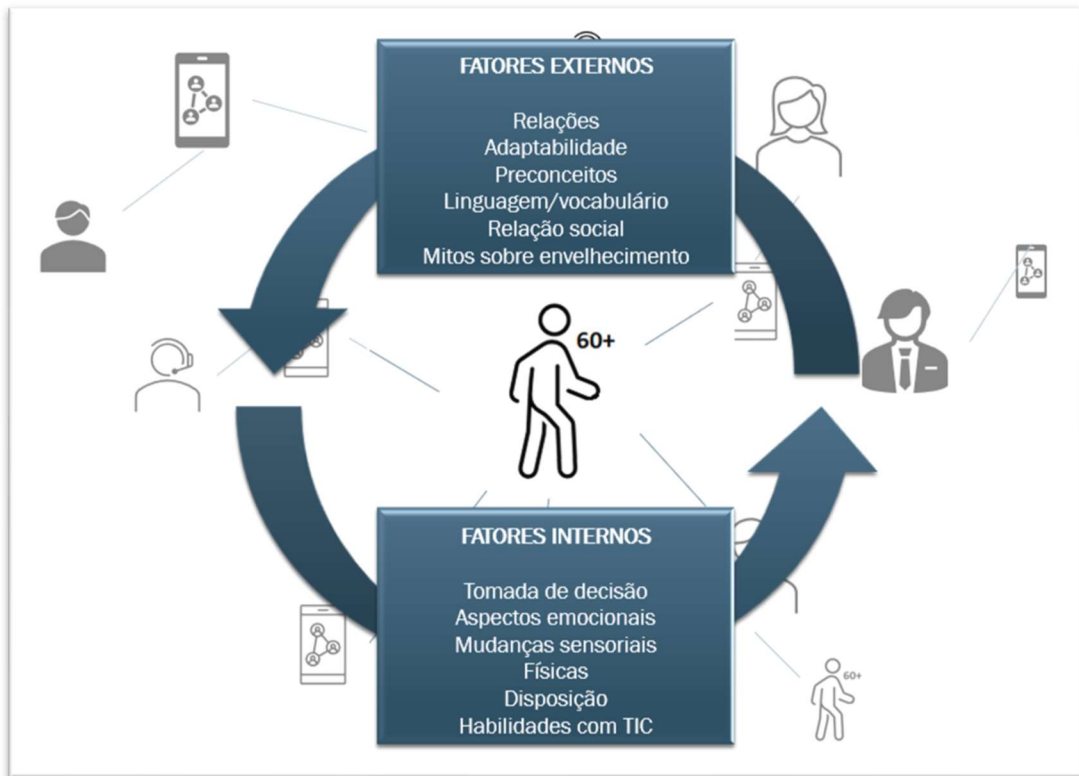 FATORES EXTERNOS
Relações
Adaptabilidade
Preconceitos
Linguagem/vocabulário
Relação social
Mitos sobre envelhecimento
60+
FATORES INTERNOS
Tomada de decisão
Aspectos emocionais
Mudanças sensoriais
Físicas
Disposição
Habilidades com TIC
60+